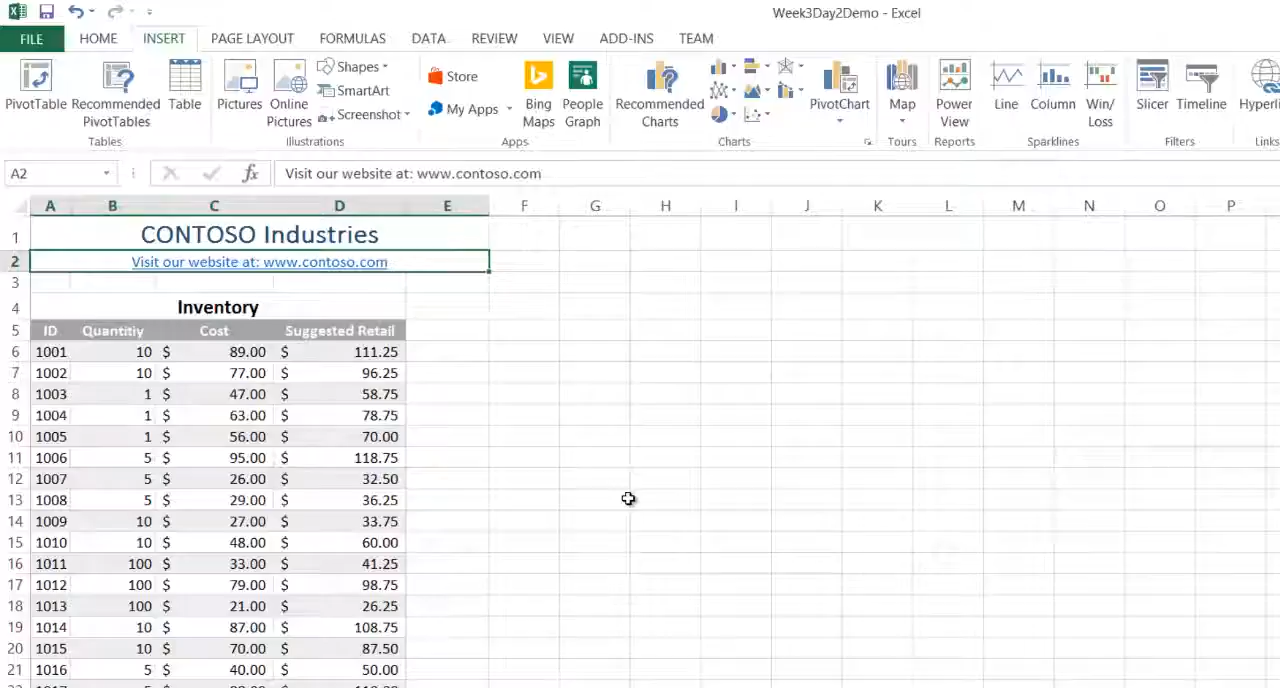 Week3Day2Demo - Excel
FILE HOME INSERT PAGE LAYOUT FORMULAS DATA REVIEW VIEW ADD-INS TEAM
PivotTable Recommended PivotTables Table
Tables
Pictures Online Pictures Shapes SmartArt Screenshot
Illustrations
Store My Apps Bing Maps People Graph
Apps
Recommended Charts PivotChart
Charts
Map
Tours
Power View
Reports
Line Column Win/ Loss
Sparklines
Slicer Timeline
Filters
Hyperli
Links
A2 fx Visit our website at: www.contoso.com
A B C D E F G H I J K L M N O P
1 CONTOSO Industries
2 Visit our website at: www.contoso.com
3
4 Inventory
5 ID Quantitiy Cost Suggested Retail
6 1001 10 $ 89.00 $ 111.25
7 1002 10 $ 77.00 $ 96.25
8 1003 1 $ 47.00 $ 58.75
9 1004 1 $ 63.00 $ 78.75
10 1005 1 $ 56.00 $ 70.00
11 1006 5 $ 95.00 $ 118.75
12 1007 5 $ 26.00 $ 32.50
13 1008 5 $ 29.00 $ 36.25
14 1009 10 $ 27.00 $ 33.75
15 1010 10 $ 48.00 $ 60.00
16 1011 100 $ 33.00 $ 41.25
17 1012 100 $ 79.00 $ 98.75
18 1013 100 $ 21.00 $ 26.25
19 1014 10 $ 87.00 $ 108.75
20 1015 10 $ 70.00 $ 87.50
21 1016 5 $ 40.00 $ 50.00